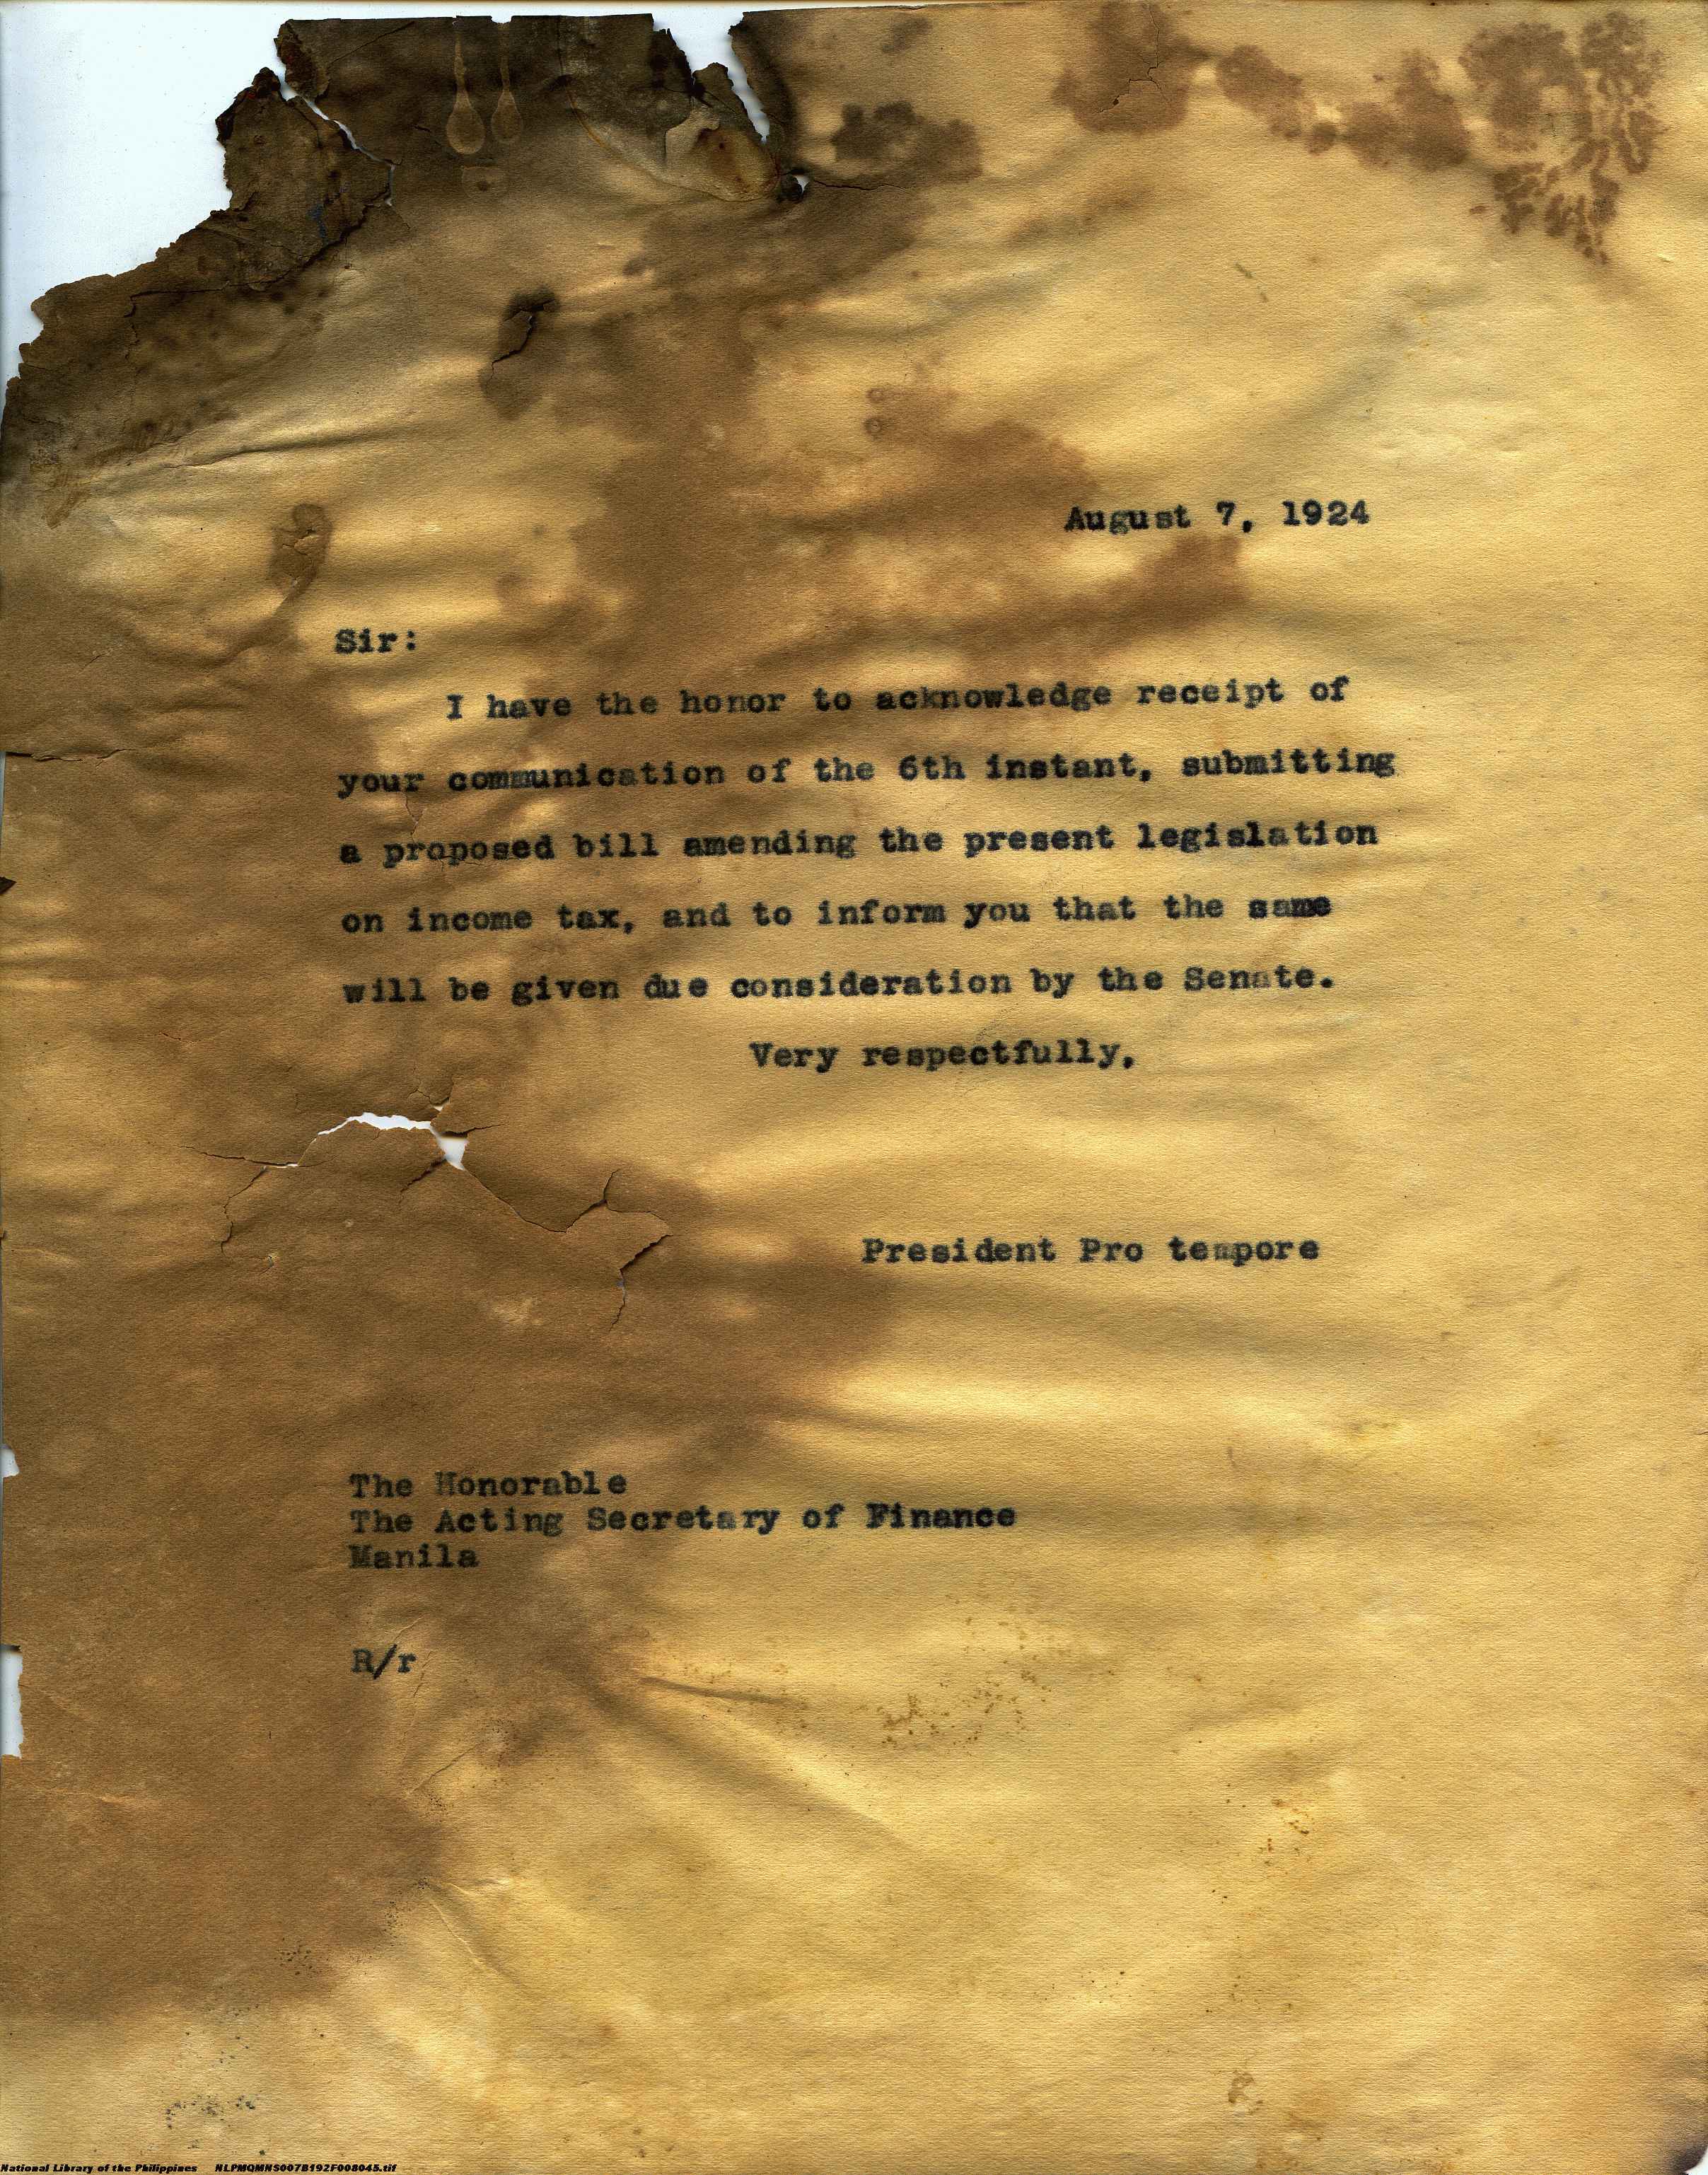 August 7, 1924
Sir:
I have the honor to acknowledge receipt of
your communication of the 6th instant, submitting
a proposed bill amending the present legislation
on income tax, and to inform you that the same
will be given due consideration by the Senate.
Very respectfully,
President Pro tempore
The Honorable
The Acting Secretary of Finance
Manila
R/r
National Library of the Philippines NLPMQMNS007B192F008045.tif